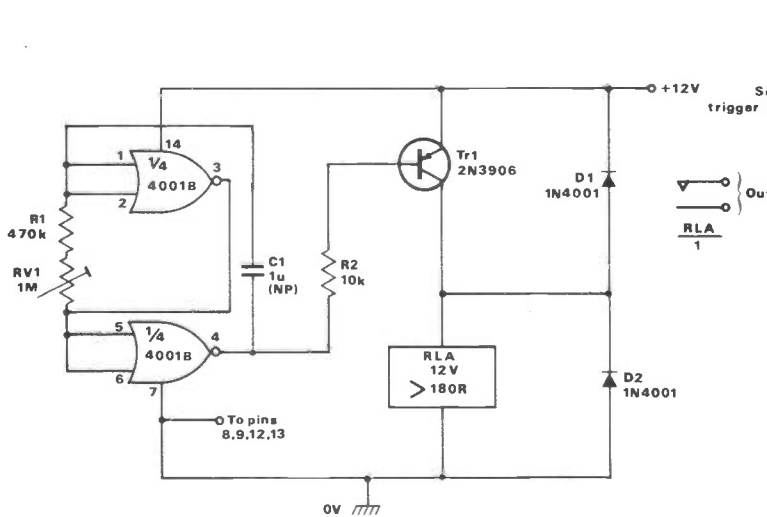 +12V
trigger
14
1
1/4
4001B
3
2
Tr1
2N3906
D1
1N4001
R1
470k
RV1
1M
C1
1u
(NP)
R2
10k
RLA
1
5
1/4
4001B
4
6
7
RLA
12V
> 180R
D2
1N4001
To pins
8,9,12,13
0V